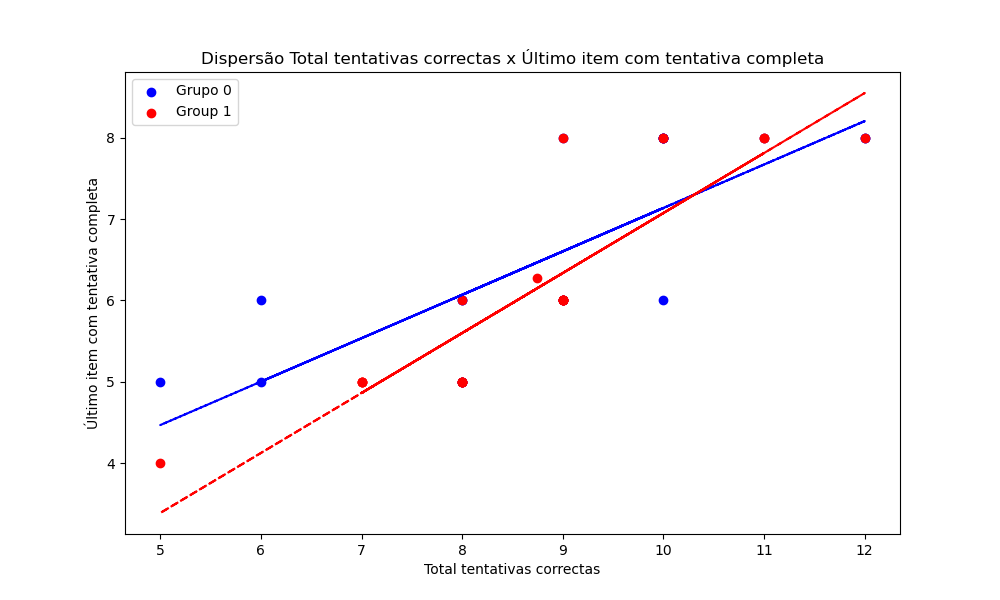 Dispersão Total tentativas correctas x Último item com tentativa completa
Grupo 0
Group 1
Último item com tentativa completa
8
7
6
5
4
5 6 7 8 9 10 11 12
Total tentativas correctas